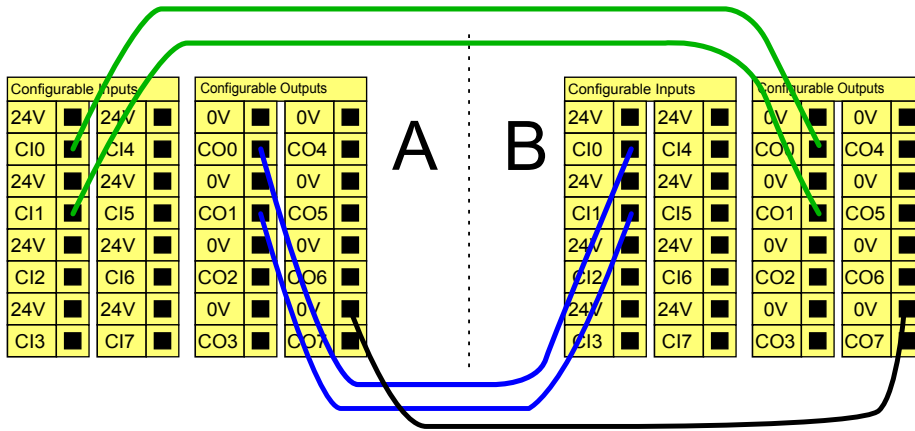 Configurable Inputs
24V 24V
CI0 CI4
24V 24V
CI1 CI5
24V 24V
CI2 CI6
24V 24V
CI3 CI7
Configurable Outputs
0V 0V
CO0 CO4
0V 0V
CO1 CO5
0V 0V
CO2 CO6
0V 0V
CO3 CO7
A
B
Configurable Inputs
24V 24V
CI0 CI4
24V 24V
CI1 CI5
24V 24V
CI2 CI6
24V 24V
CI3 CI7
Configurable Outputs
0V 0V
CO0 CO4
0V 0V
CO1 CO5
0V 0V
CO2 CO6
0V 0V
CO3 CO7